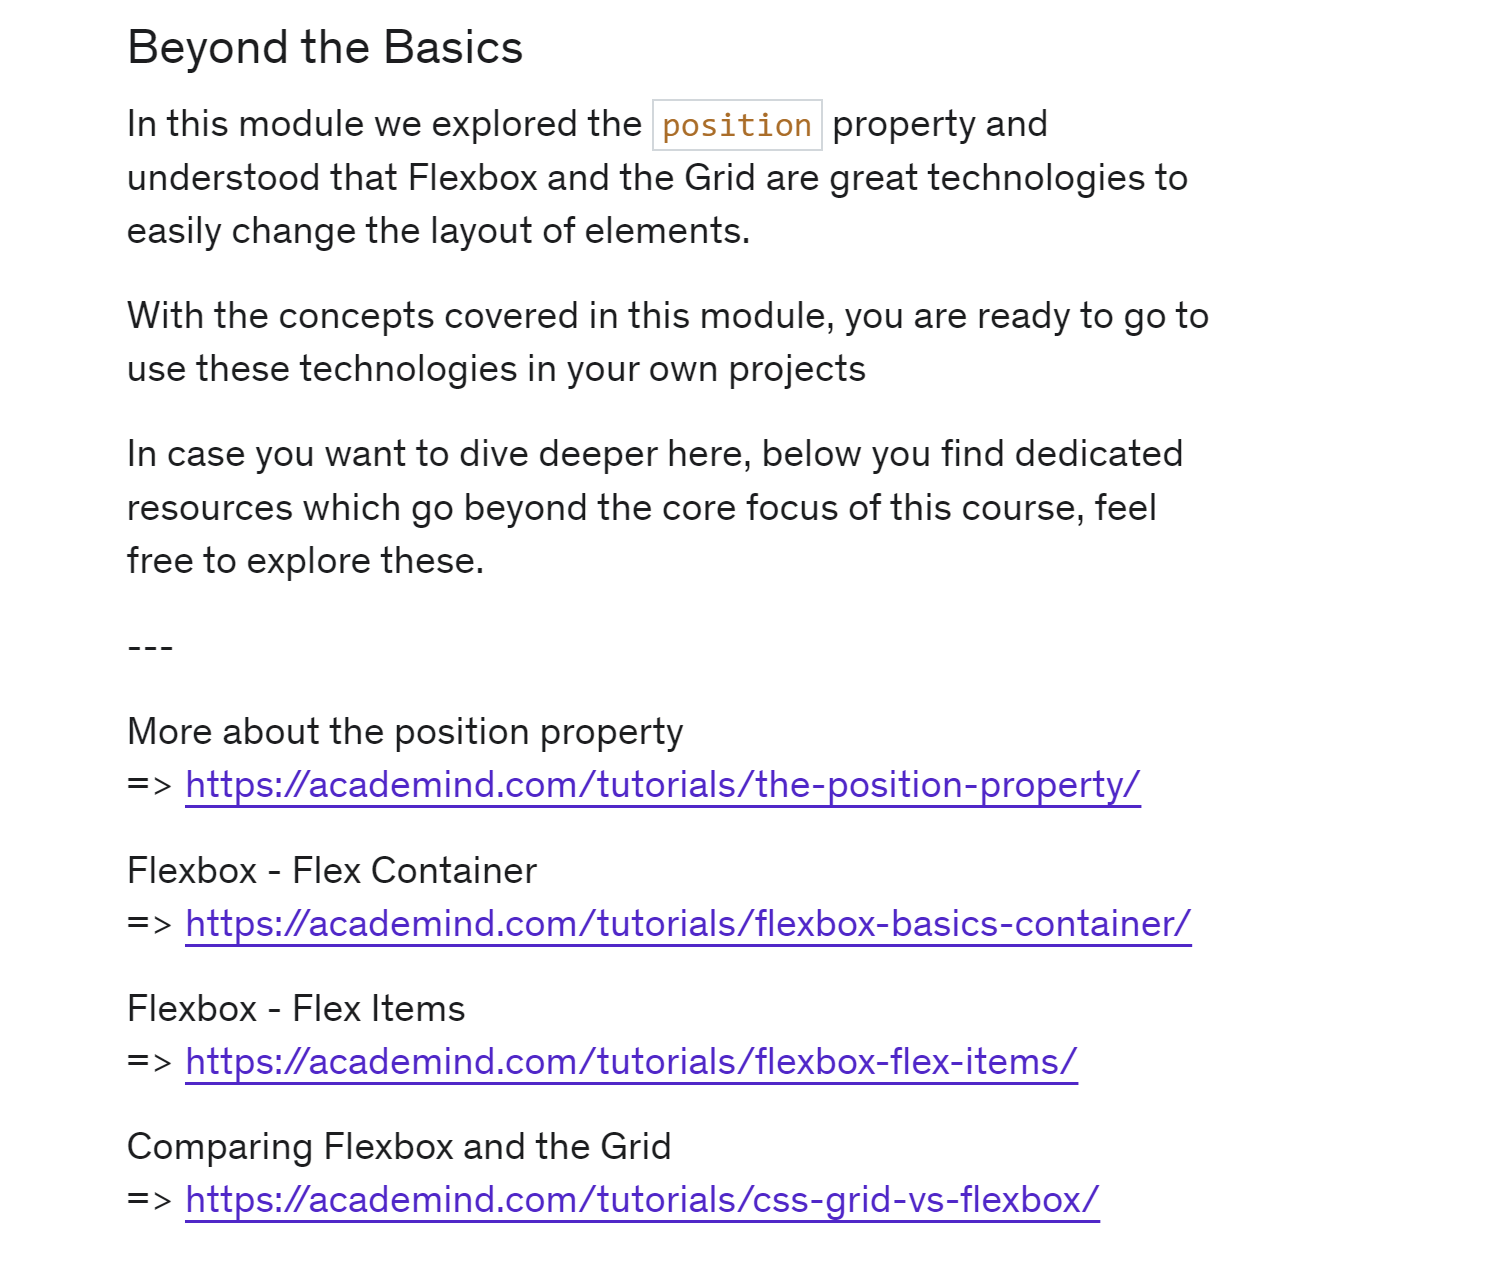 Beyond the Basics
In this module we explored the position property and
understood that Flexbox and the Grid are great technologies to
easily change the layout of elements.
With the concepts covered in this module, you are ready to go to
use these technologies in your own projects
In case you want to dive deeper here, below you find dedicated
resources which go beyond the core focus of this course, feel
free to explore these.
---
More about the position property
=> https://academind.com/tutorials/the-position-property/
Flexbox - Flex Container
=> https://academind.com/tutorials/flexbox-basics-container/
Flexbox - Flex Items
=> https://academind.com/tutorials/flexbox-flex-items/
Comparing Flexbox and the Grid
=> https://academind.com/tutorials/css-grid-vs-flexbox/